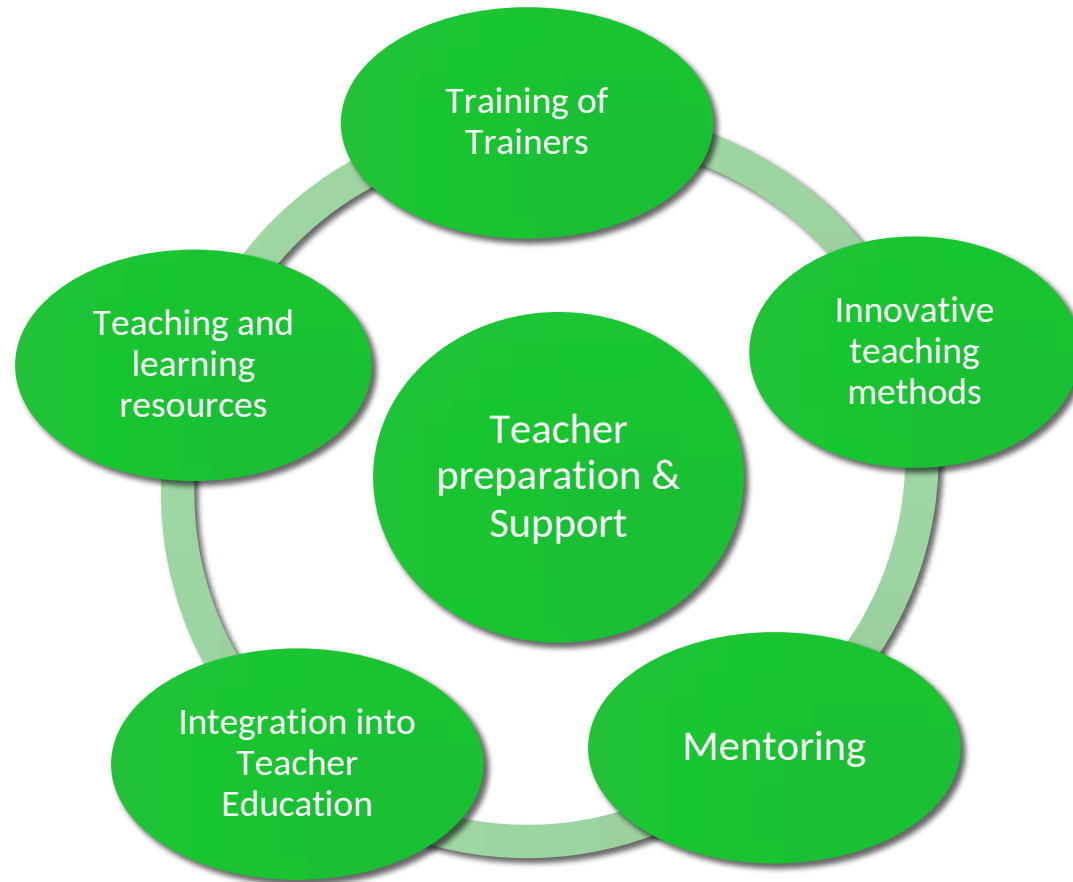 Training of
Trainers
Innovative
teaching
methods
Mentoring
Integration into
Teacher
Education
Teaching and
learning
resources
Teacher
preparation &
Support